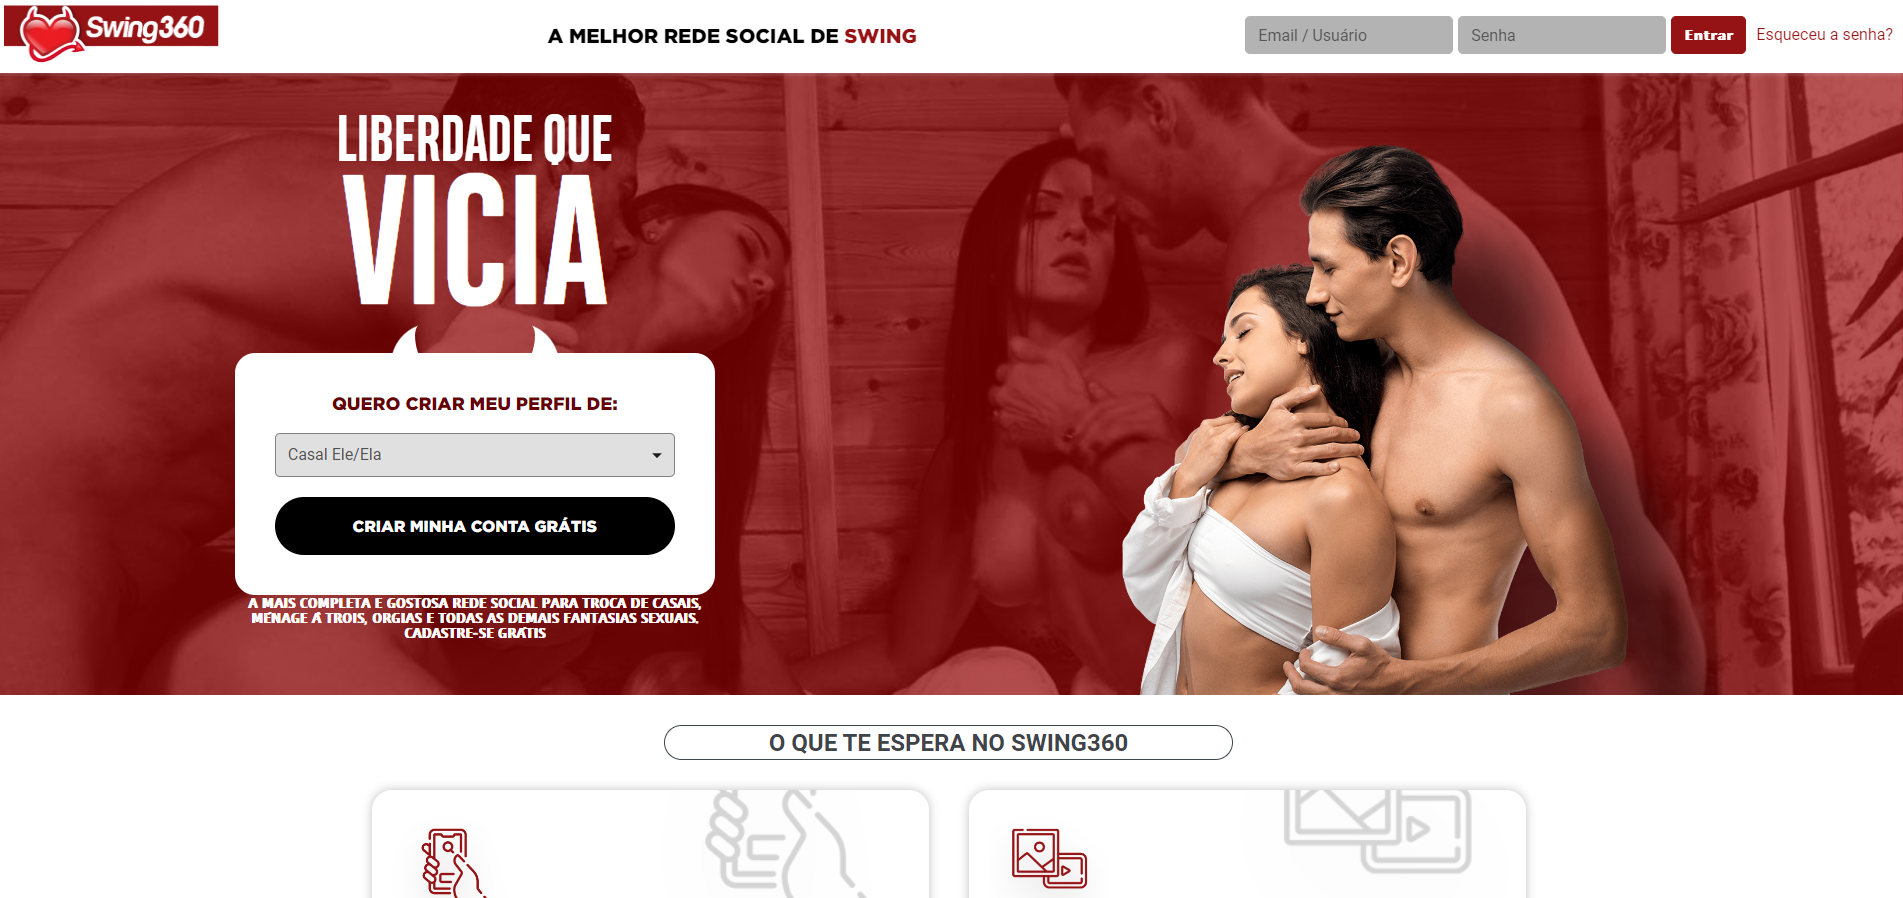 Swing360
A MELHOR REDE SOCIAL DE SWING
Email / Usuário
Senha
Entrar
Esqueceu a senha?
LIBERDADE QUE
VICIA
QUERO CRIAR MEU PERFIL DE:
Casal Ele/Ela
CRIAR MINHA CONTA GRÁTIS
A MAIS COMPLETA E GOSTOSA REDE SOCIAL PARA TROCA DE CASAIS,
MÉNAGE Á TROIS, ORGIAS E TODAS AS DEMAIS FANTASIAS SEXUAIS.
CADASTRE-SE GRÁTIS
O QUE TE ESPERA NO SWING360